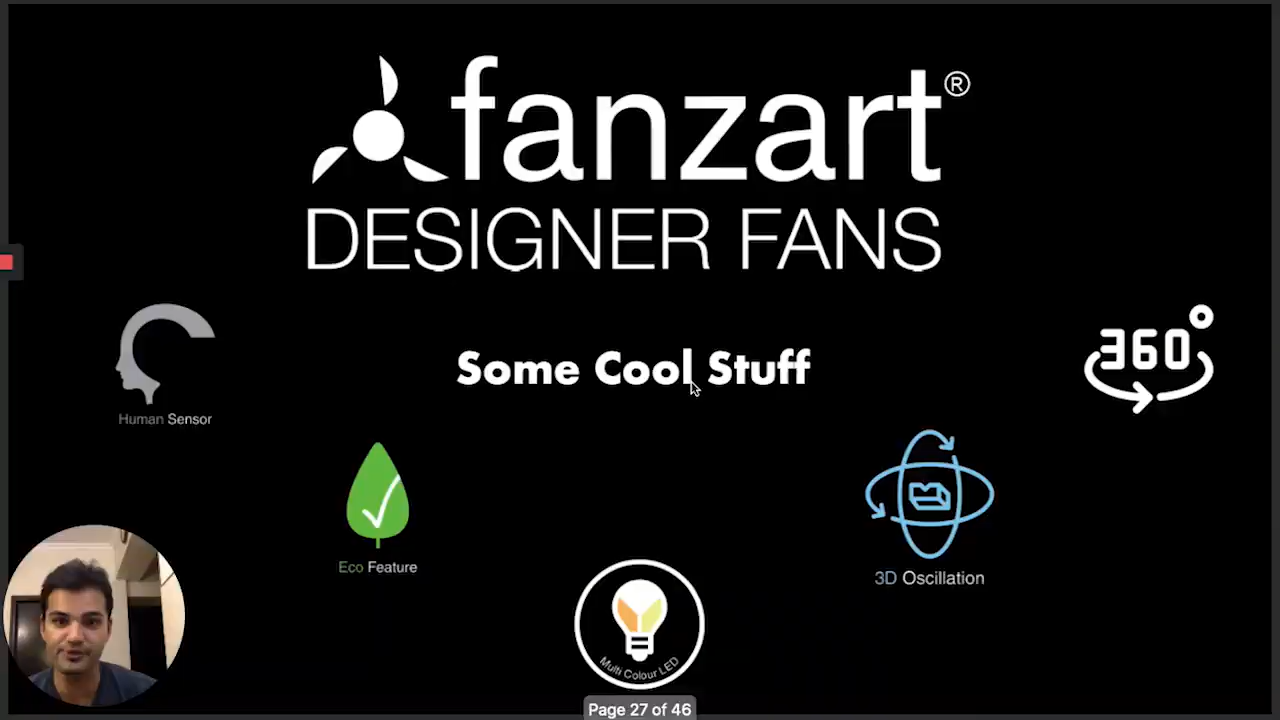 fanzart®
DESIGNER FANS
Human Sensor
Some Cool Stuff
360°
Eco Feature
3D Oscillation
Multi Colour LED
Page 27 of 46